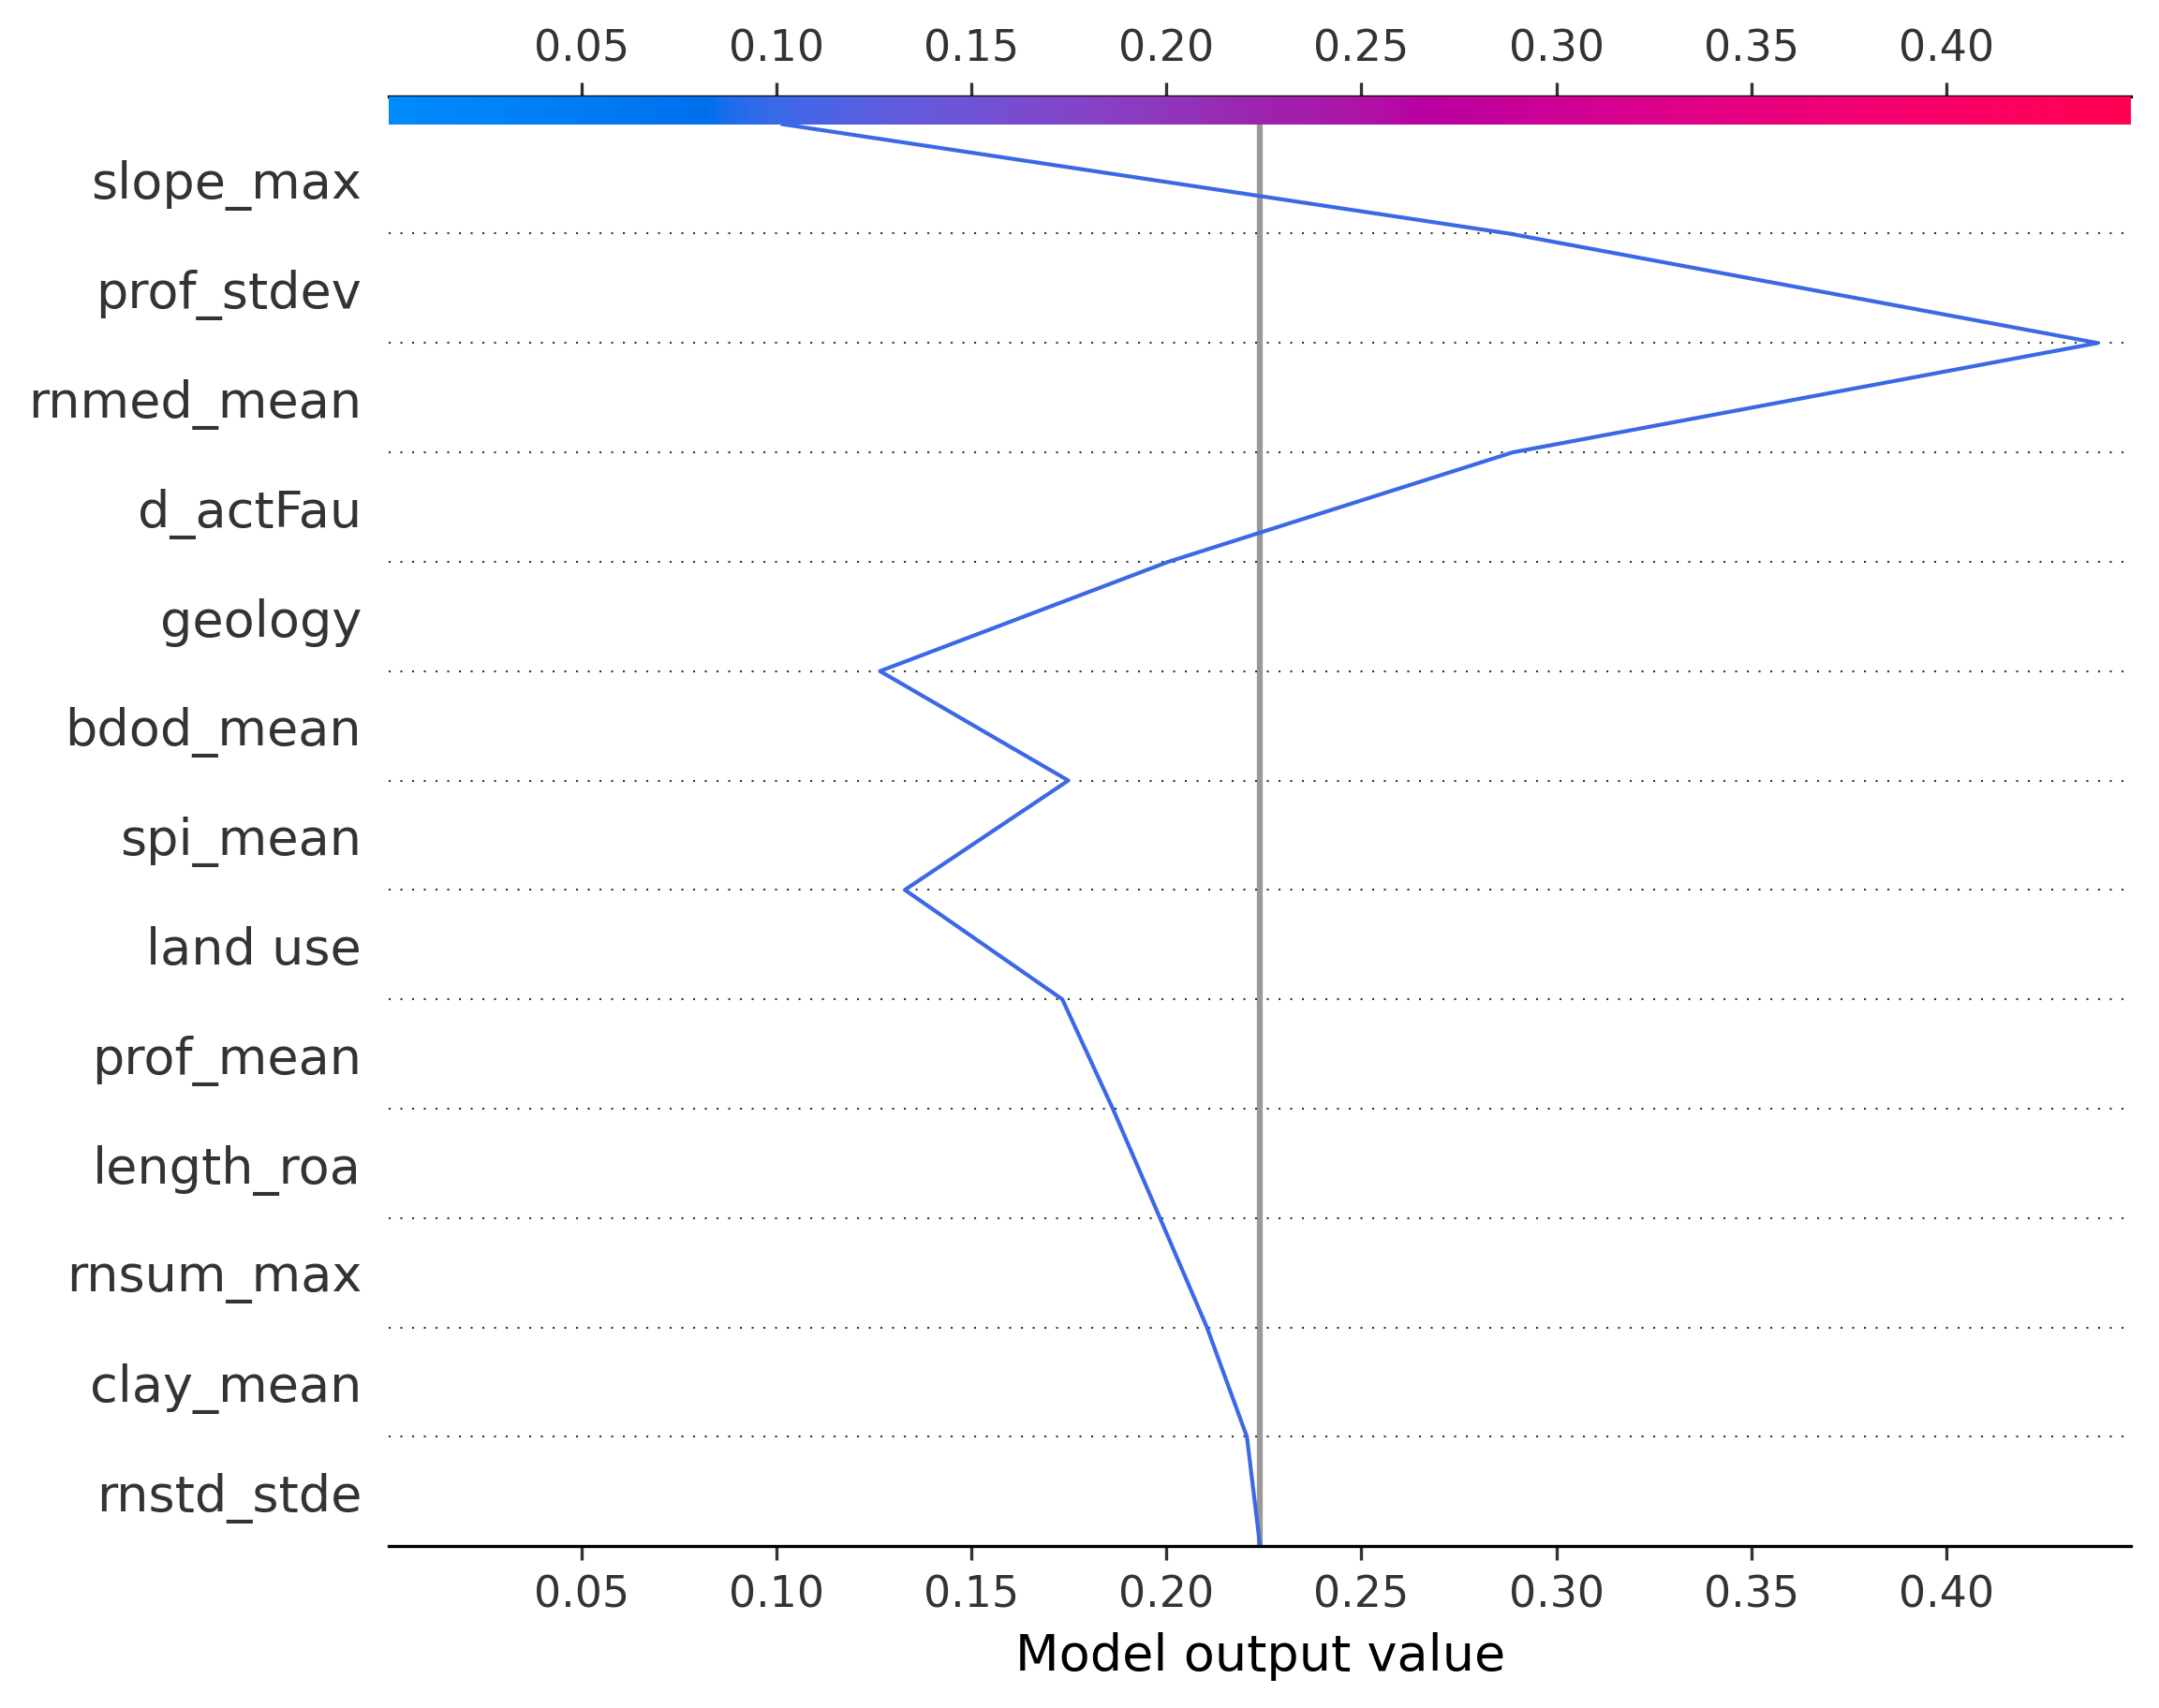 0.05 0.10 0.15 0.20 0.25 0.30 0.35 0.40
slope_max
prof_stdev
rnmed_mean
d_actFau
geology
bdod_mean
spi_mean
land use
prof_mean
length_roa
rnsum_max
clay_mean
rnstd_stde
0.05 0.10 0.15 0.20 0.25 0.30 0.35 0.40
Model output value